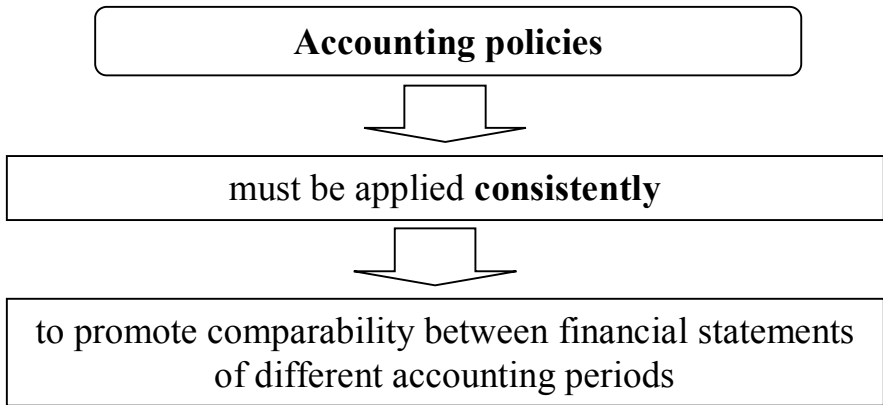 Accounting policies
must be applied consistently
to promote comparability between financial statements
of different accounting periods